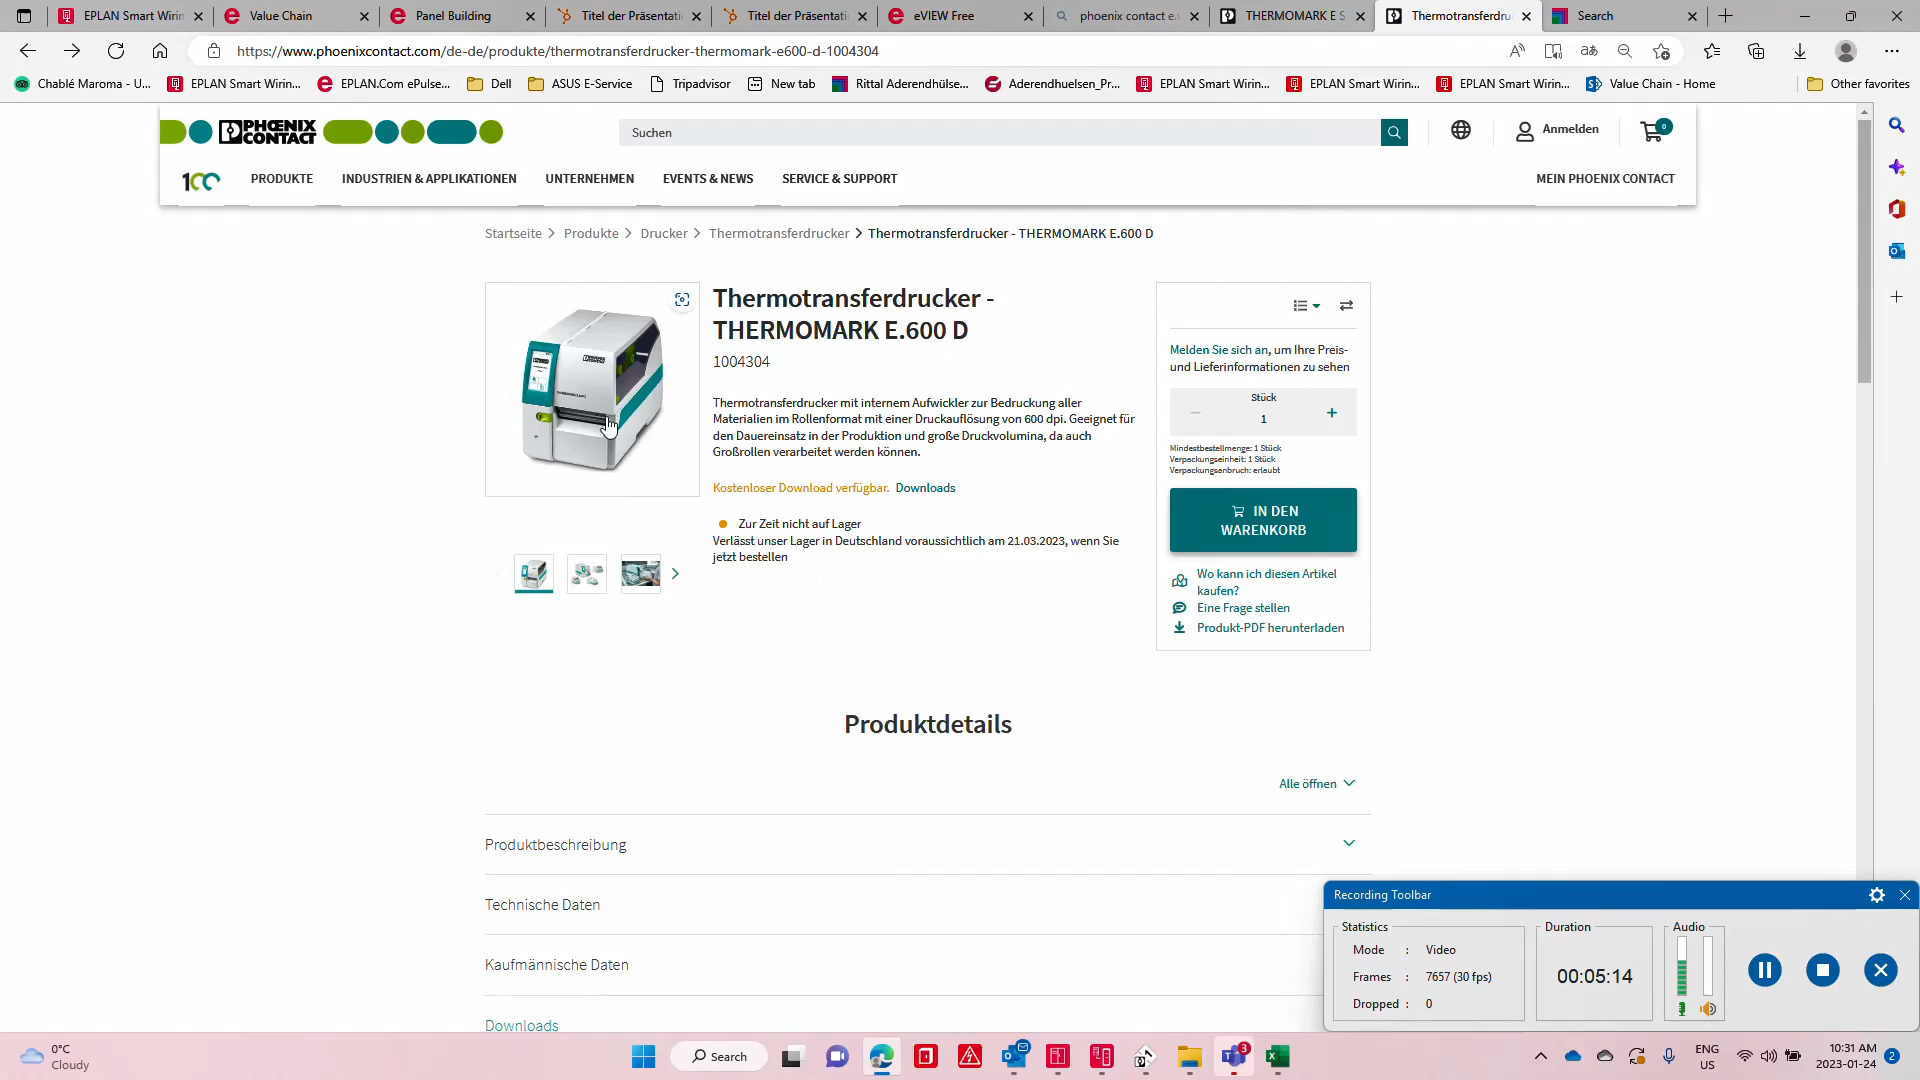 EPLAN Smart Wirin
Value Chain
Panel Building
Titel der Präsentati
Titel der Präsentati
eVIEW Free
phoenix contact e.
THERMOMARK E S
Thermotransferdru
Search
https://www.phoenixcontact.com/de-de/produkte/thermotransferdrucker-thermomark-e600-d-1004304
Chablé Maroma - U...
EPLAN Smart Wirin...
EPLAN.Com ePulse...
Dell
ASUS E-Service
Tripadvisor
New tab
Rittal Aderendhülse...
Aderendhuelsen_Pr...
EPLAN Smart Wirin...
EPLAN Smart Wirin...
EPLAN Smart Wirin...
Value Chain - Home
Other favorites
PHŒNIX
CONTACT
Suchen
Anmelden
0
100
PRODUKTE
INDUSTRIEN & APPLIKATIONEN
UNTERNEHMEN
EVENTS & NEWS
SERVICE & SUPPORT
MEIN PHOENIX CONTACT
Startseite > Produkte > Drucker > Thermotransferdrucker > Thermotransferdrucker - THERMOMARK E.600 D
Thermotransferdrucker -
THERMOMARK E.600 D
1004304
Thermotransferdrucker mit internem Aufwickler zur Bedruckung aller
Materialien im Rollenformat mit einer Druckauflösung von 600 dpi. Geeignet für
den Dauereinsatz in der Produktion und große Druckvolumina, da auch
Großrollen verarbeitet werden können.
Kostenloser Download verfügbar. Downloads
Zur Zeit nicht auf Lager
Verlässt unser Lager in Deutschland voraussichtlich am 21.03.2023, wenn Sie
jetzt bestellen
Melden Sie sich an, um Ihre Preis-
und Lieferinformationen zu sehen
Stück
− 1 +
Mindestbestellmenge: 1 Stück
Verpackungseinheit: 1 Stück
Verpackungsanbruch: erlaubt
IN DEN
WARENKORB
Wo kann ich diesen Artikel
kaufen?
Eine Frage stellen
Produkt-PDF herunterladen
Produktdetails
Alle öffnen
Produktbeschreibung
Technische Daten
Kaufmännische Daten
Downloads
Recording Toolbar
Statistics
Mode : Video
Frames : 7657 (30 fps)
Dropped : 0
Duration
00:05:14
Audio
0°C
Cloudy
Search
3
ENG
US
10:31 AM
2023-01-24
2